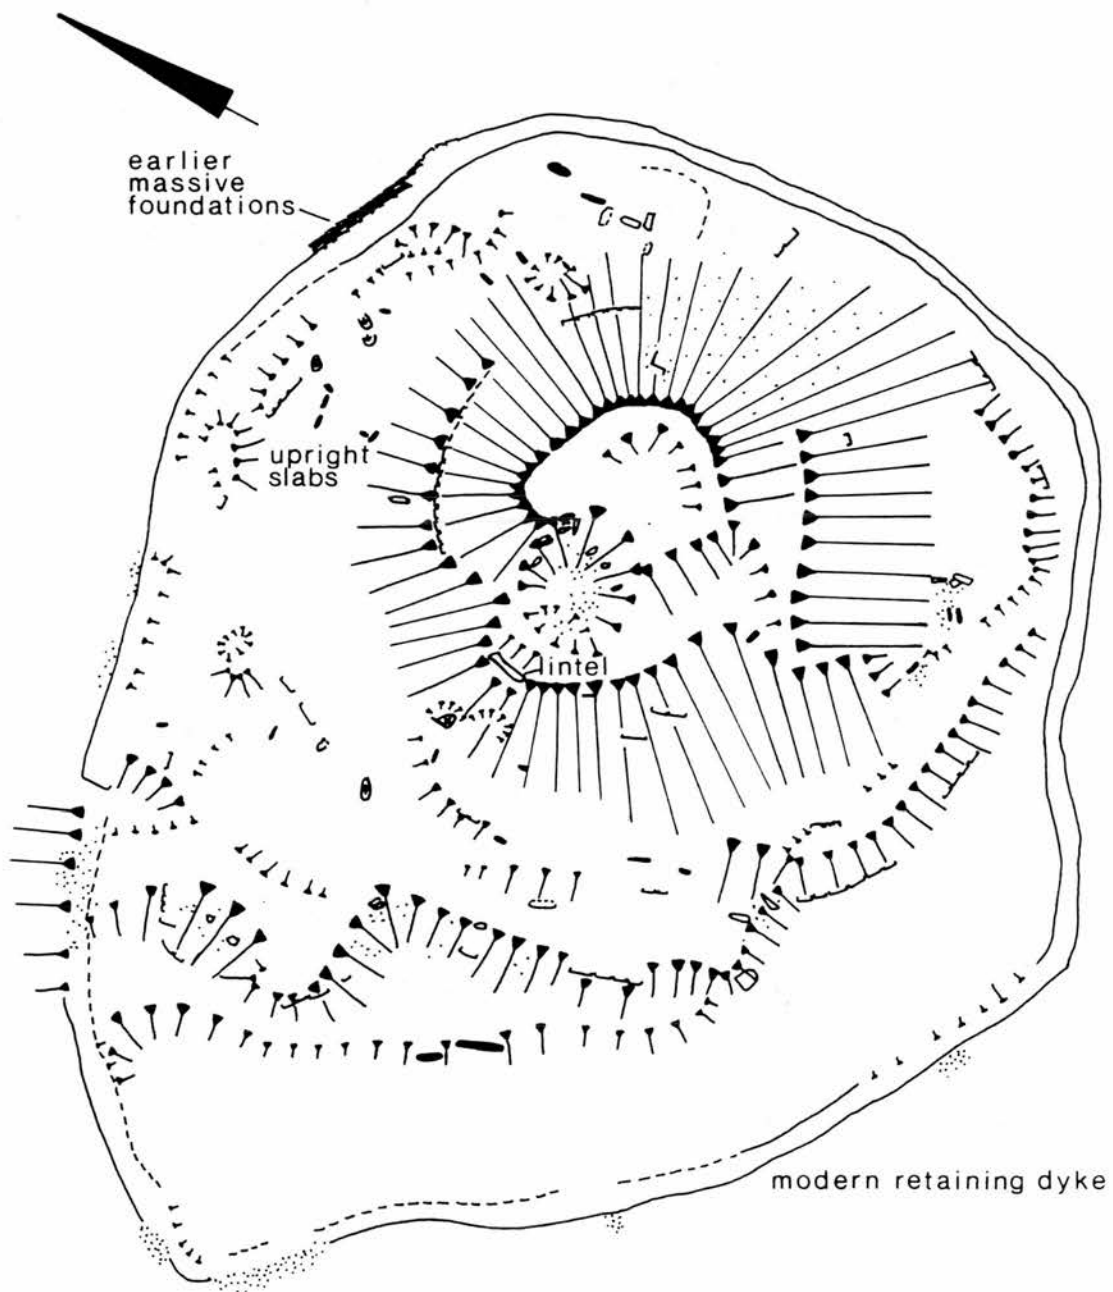 earlier
massive
foundations
upright
slabs
lintel
modern retaining dyke